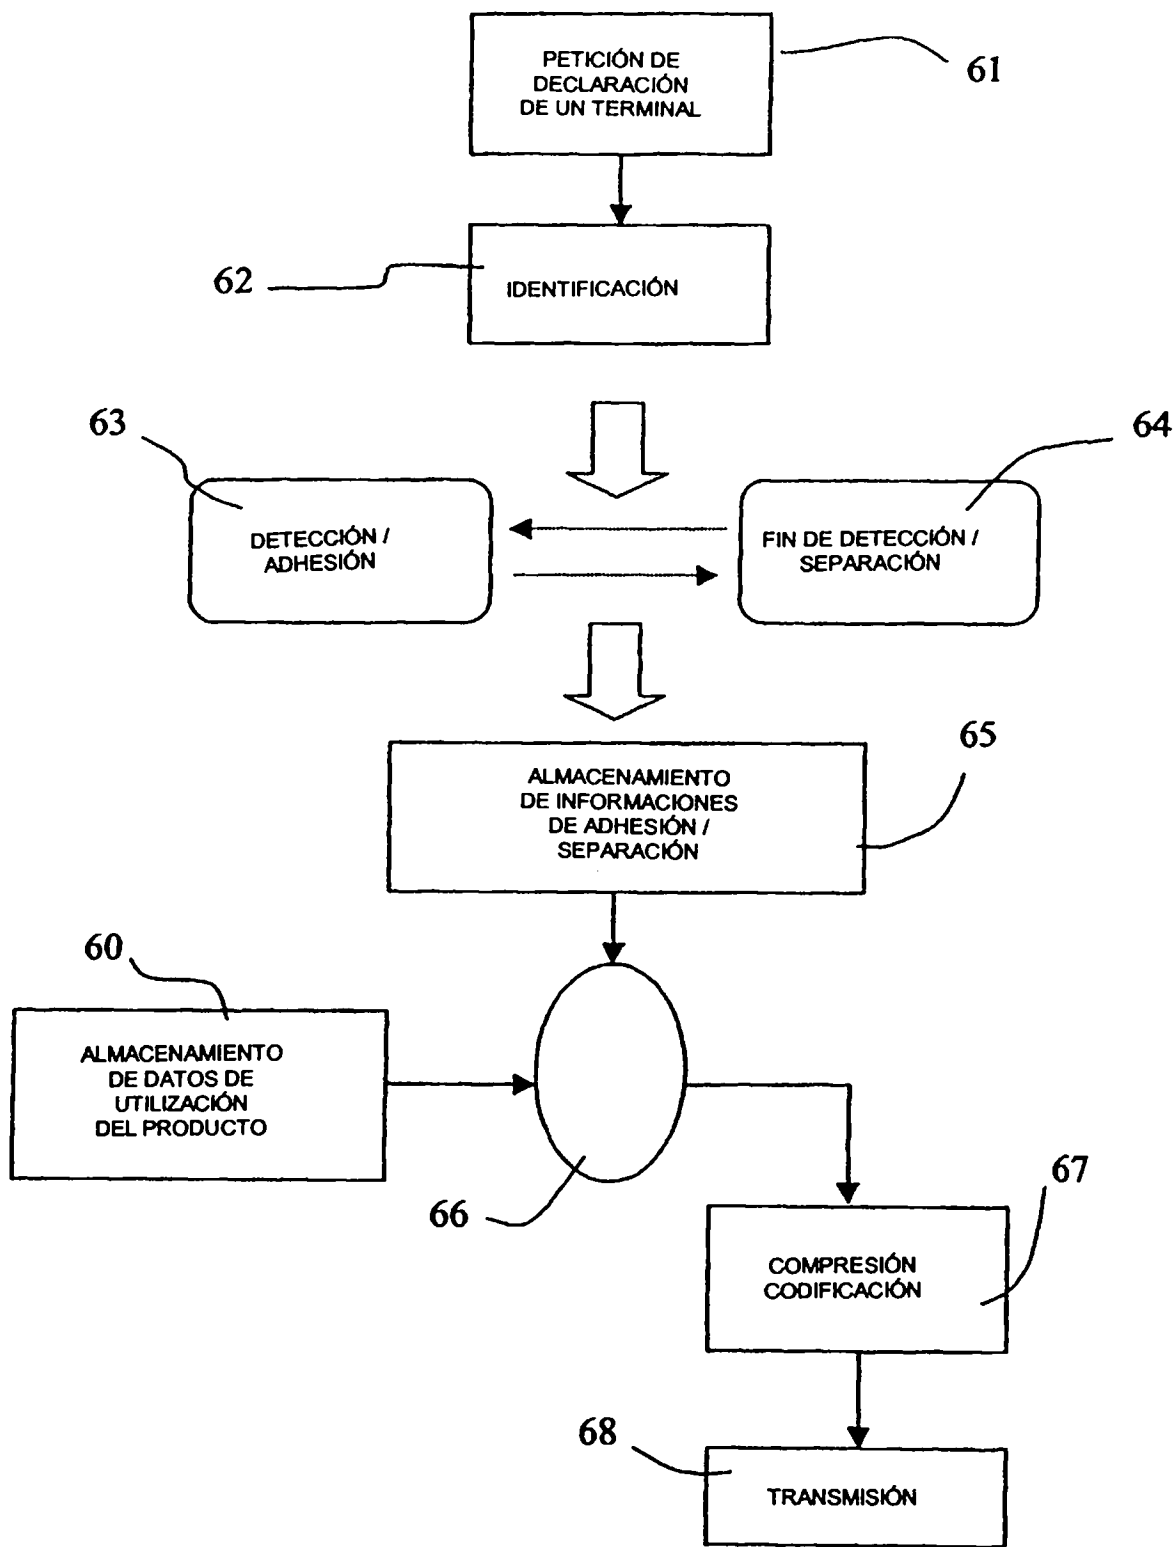 PETICIÓN DE
DECLARACIÓN
DE UN TERMINAL
61
62
IDENTIFICACIÓN
63
64
DETECCIÓN /
ADHESIÓN
FIN DE DETECCIÓN /
SEPARACIÓN
65
ALMACENAMIENTO
DE INFORMACIONES
DE ADHESIÓN /
SEPARACIÓN
60
ALMACENAMIENTO
DE DATOS DE
UTILIZACIÓN
DEL PRODUCTO
66
67
COMPRESIÓN
CODIFICACIÓN
68
TRANSMISIÓN